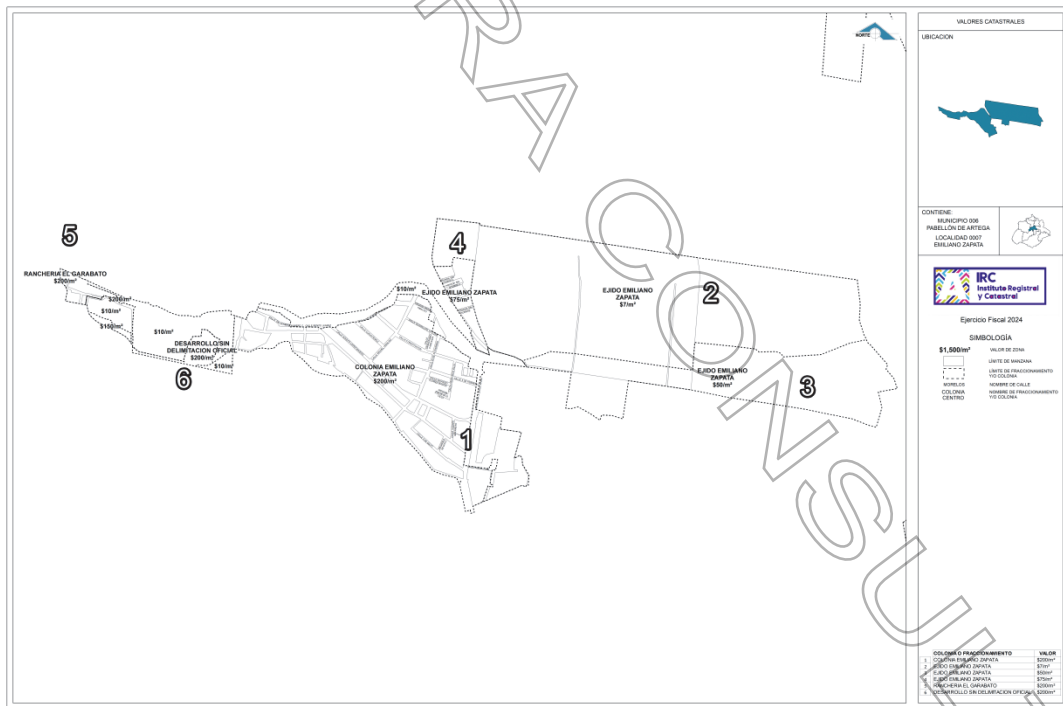 RA CONSUL
NORTE
5
RANCHERIA EL GARABATO
$200/m²
$200/m²
$10/m²
$150/m²
$10/m²
DESARROLLO SIN
DELIMITACION OFICIAL
$200/m²
$10/m²
6
4
$10/m²
EJIDO EMILIANO ZAPATA
$75/m²
COLONIA EMILIANO
ZAPATA
$200/m²
1
EJIDO EMILIANO
ZAPATA
$7/m²
2
EJIDO EMILIANO
ZAPATA
$50/m²
3
VALORES CATASTRALES
UBICACION
CONTIENE:
MUNICIPIO 006
PABELLÓN DE ARTEGA
LOCALIDAD 0007
EMILIANO ZAPATA
IRC
Instituto Registral
y Catastral
Ejercicio Fiscal 2024
SIMBOLOGÍA
$1,500/m² VALOR DE ZONA
LIMITE DE MANZANA
LIMITE DE FRACCIONAMIENTO
Y/O COLONIA
MORELOS NOMBRE DE CALLE
COLONIA
CENTRO
NOMBRE DE FRACCIONAMIENTO
Y/O COLONIA
COLONIA O FRACCIONAMIENTO VALOR
1 COLONIA EMILIANO ZAPATA $200/m²
2 EJIDO EMILIANO ZAPATA $7/m²
3 EJIDO EMILIANO ZAPATA $50/m²
4 EJIDO EMILIANO ZAPATA $75/m²
5 RANCHERIA EL GARABATO $200/m²
6 DESARROLLO SIN DELIMITACION OFICIAL $200/m²